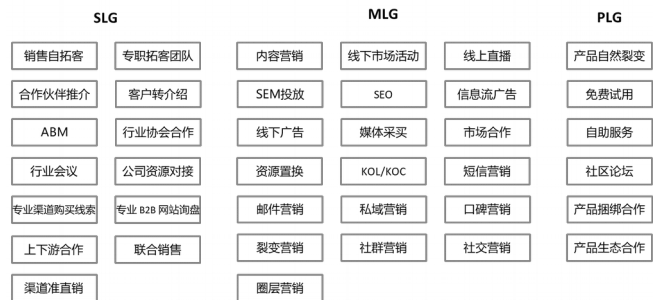 SLG
MLG
PLG
销售自拓客
专职拓客团队
内容营销
线下市场活动
线上直播
产品自然裂变
合作伙伴推介
客户转介绍
SEM投放
SEO
信息流广告
免费试用
ABM
行业协会合作
线下广告
媒体采买
市场合作
自助服务
行业会议
公司资源对接
资源置换
KOL/KOC
短信营销
社区论坛
专业渠道购买线索
专业 B2B 网站询盘
邮件营销
私域营销
口碑营销
产品捆绑合作
上下游合作
联合销售
裂变营销
社群营销
社交营销
产品生态合作
渠道准直销
圈层营销